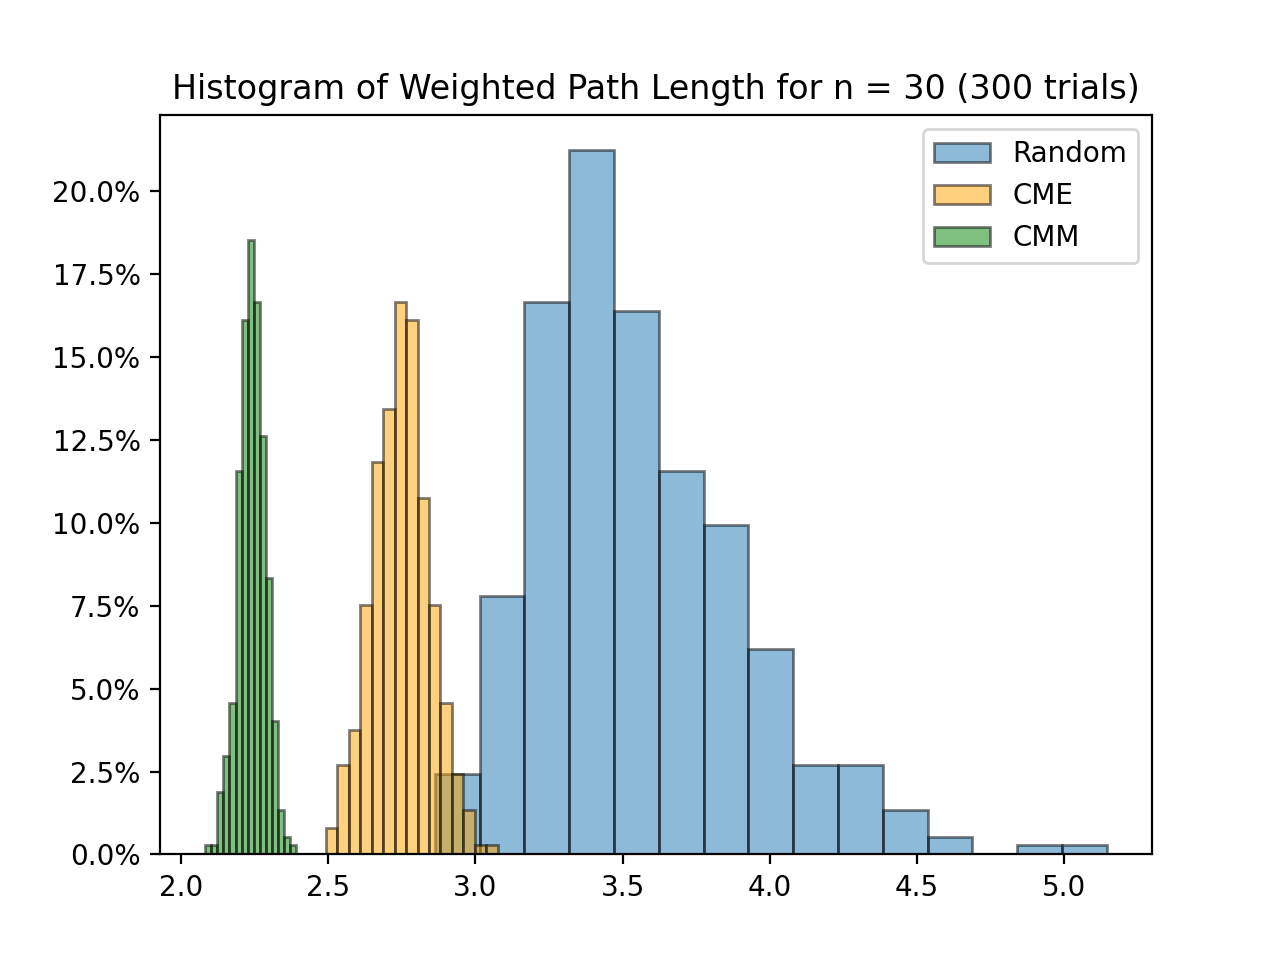 Histogram of Weighted Path Length for n = 30 (300 trials)
Random
CME
CMM
20.0%
17.5%
15.0%
12.5%
10.0%
7.5%
5.0%
2.5%
0.0%
2.0 2.5 3.0 3.5 4.0 4.5 5.0